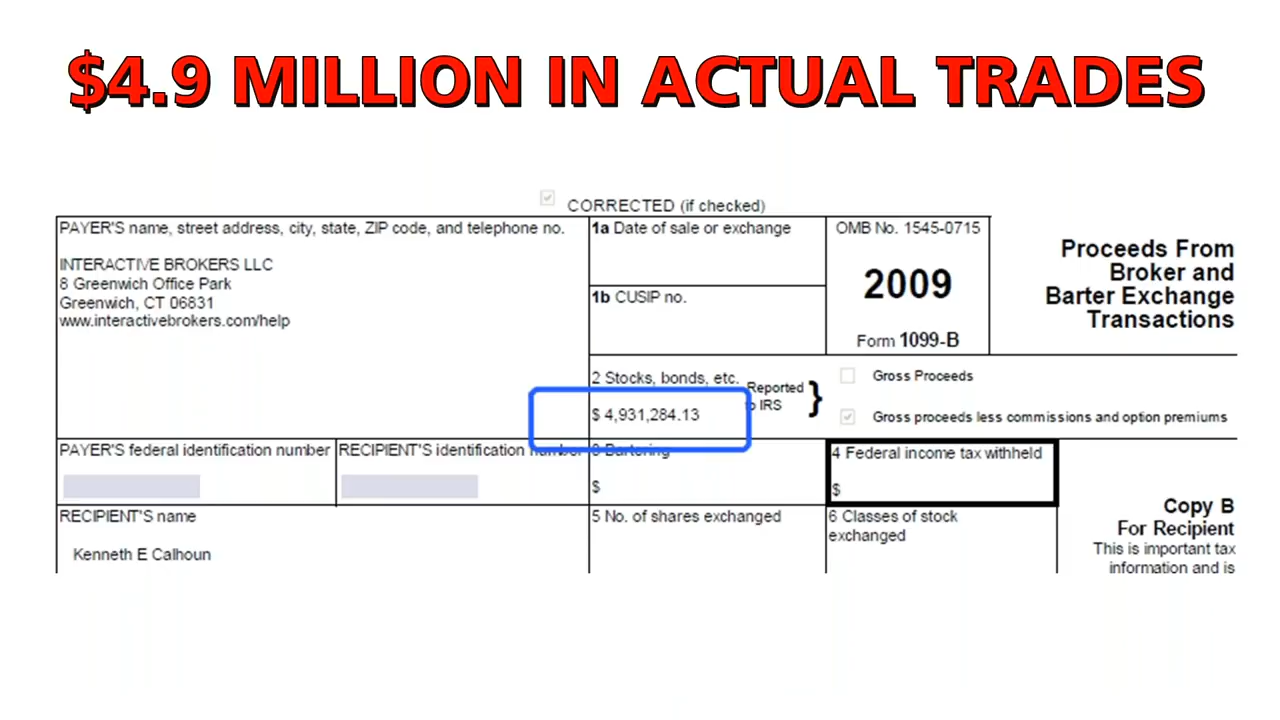 $4.9 MILLION IN ACTUAL TRADES
CORRECTED (if checked)
PAYER'S name, street address, city, state, ZIP code, and telephone no.
INTERACTIVE BROKERS LLC
8 Greenwich Office Park
Greenwich, CT 06831
www.interactivebrokers.com/help
1a Date of sale or exchange
1b CUSIP no.
OMB No. 1545-0715
2009
Form 1099-B
Proceeds From
Broker and
Barter Exchange
Transactions
2 Stocks, bonds, etc.
$ 4,931,284.13
Reported
to IRS
}
Gross Proceeds
Gross proceeds less commissions and option premiums
PAYER'S federal identification number
RECIPIENT'S identification number
3 Bartering
$
4 Federal income tax withheld
$
RECIPIENT'S name
Kenneth E Calhoun
5 No. of shares exchanged
6 Classes of stock
exchanged
Copy B
For Recipient
This is important tax
information and is